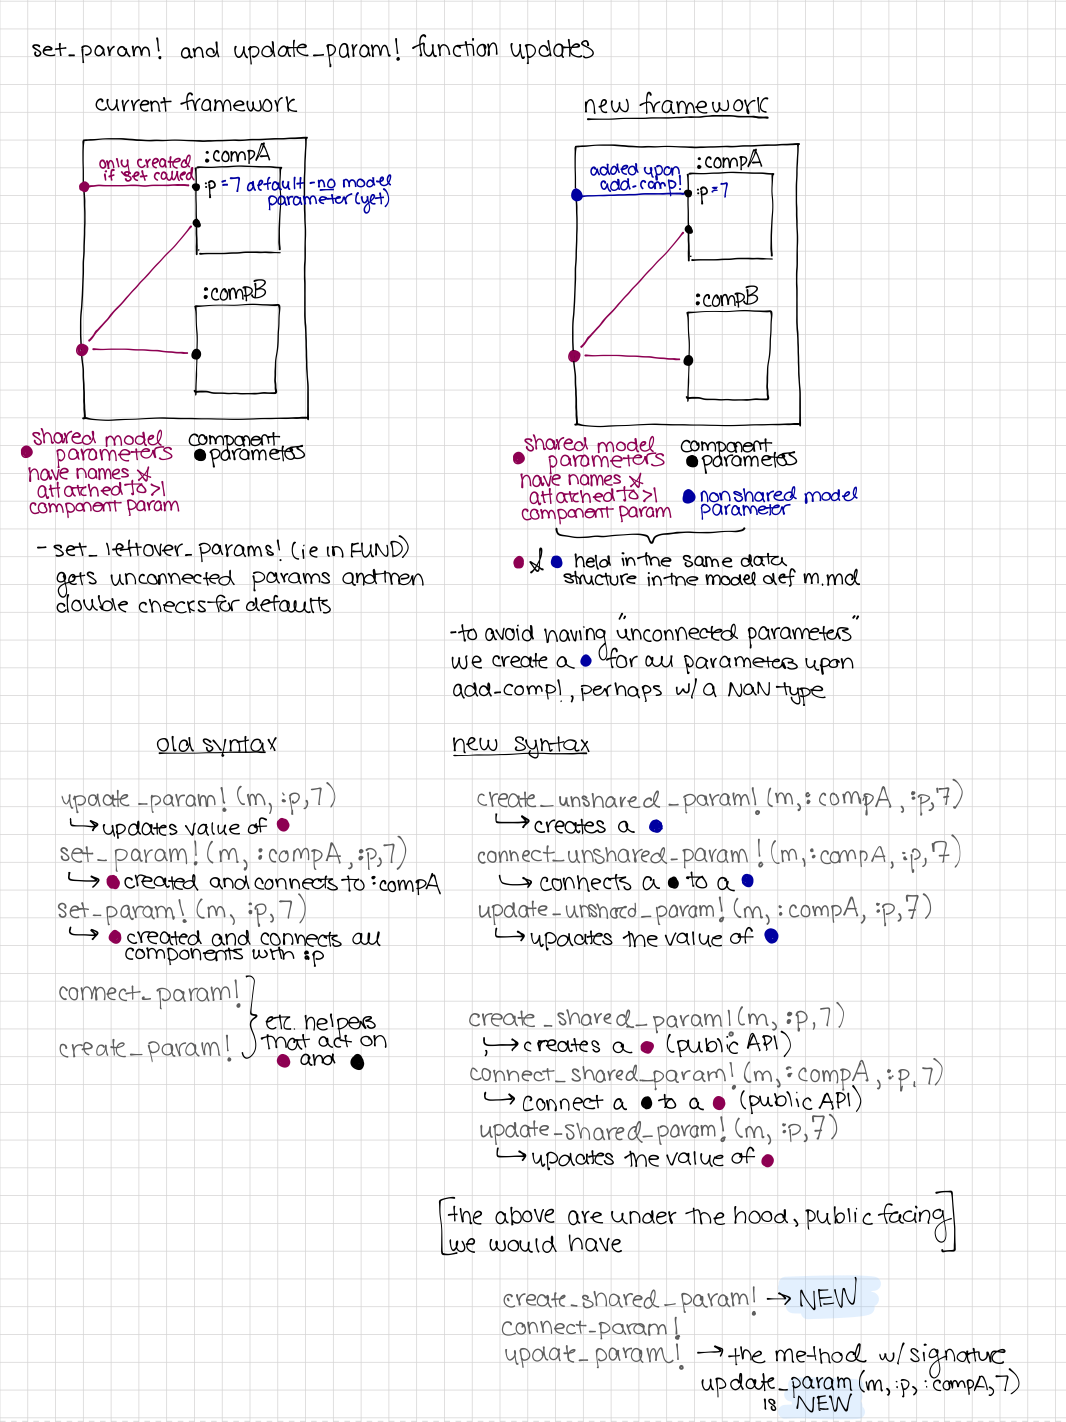 set_param! and update_param! function updates
current framework
only created
if set called
:compA
:p =7 default -no model
parameter (yet)
:compB
shared model
parameters
have names &
attatched to >1
component param
component
parameters
- set_leftover_params! (ie in FUND)
gets unconnected params and then
double checks for defaults
new framework
added upon
add-comp!
:compA
:p =7
:compB
shared model
parameters
have names &
attatched to >1
component param
component
parameters
nonshared model
parameter
& held in the same data
structure in the model def m.md
-to avoid having "unconnected parameters"
we create a for all parameters upon
add-comp!, perhaps w/ a NaN type
old syntax
update_param! (m, :p,7)
updates value of
set_param! (m, :compA, :p,7)
created and connects to :compA
set_param! (m, :p,7)
created and connects all
components with :p
connect_param!
create_param!
etc. helpers
that act on
and
new syntax
create_unshared_param! (m, :compA, :p,7)
creates a
connect_unshared_param! (m, :compA, :p,7)
connects a to a
update_unshared_param! (m, :compA, :p,7)
updates the value of
create_shared_param! (m, :p,7)
creates a (public API)
connect_shared_param! (m, :compA, :p,7)
connect a to a (public API)
update_shared_param! (m, :p,7)
updates the value of
[the above are under the hood, public facing
we would have]
create_shared_param! → NEW
connect_param!
update_param! → the method w/ signature
update_param (m, :p, :compA,7)
is NEW